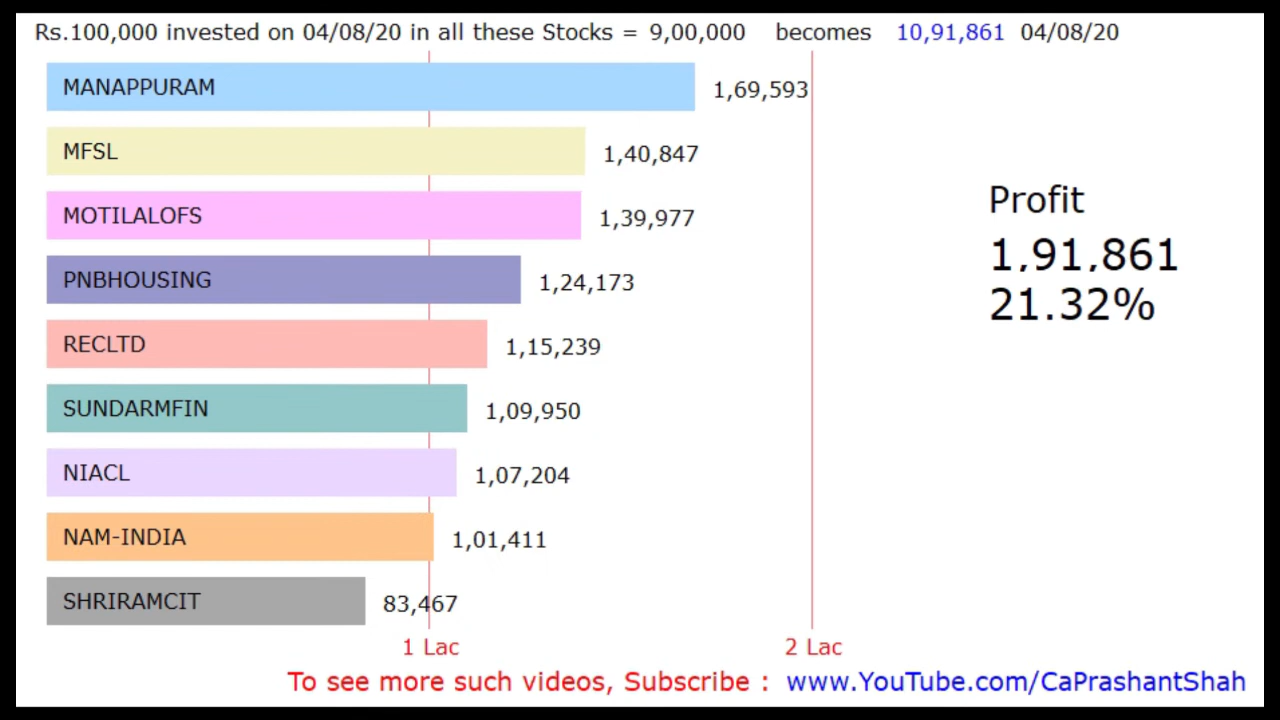 Rs.100,000 invested on 04/08/20 in all these Stocks = 9,00,000 becomes 10,91,861 04/08/20
MANAPPURAM 1,69,593
MFSL 1,40,847
MOTILALOFS 1,39,977
PNBHOUSING 1,24,173
RECLTD 1,15,239
SUNDARMFIN 1,09,950
NIACL 1,07,204
NAM-INDIA 1,01,411
SHRIRAMCIT 83,467
Profit
1,91,861
21.32%
1 Lac 2 Lac
To see more such videos, Subscribe : www.YouTube.com/CaPrashantShah